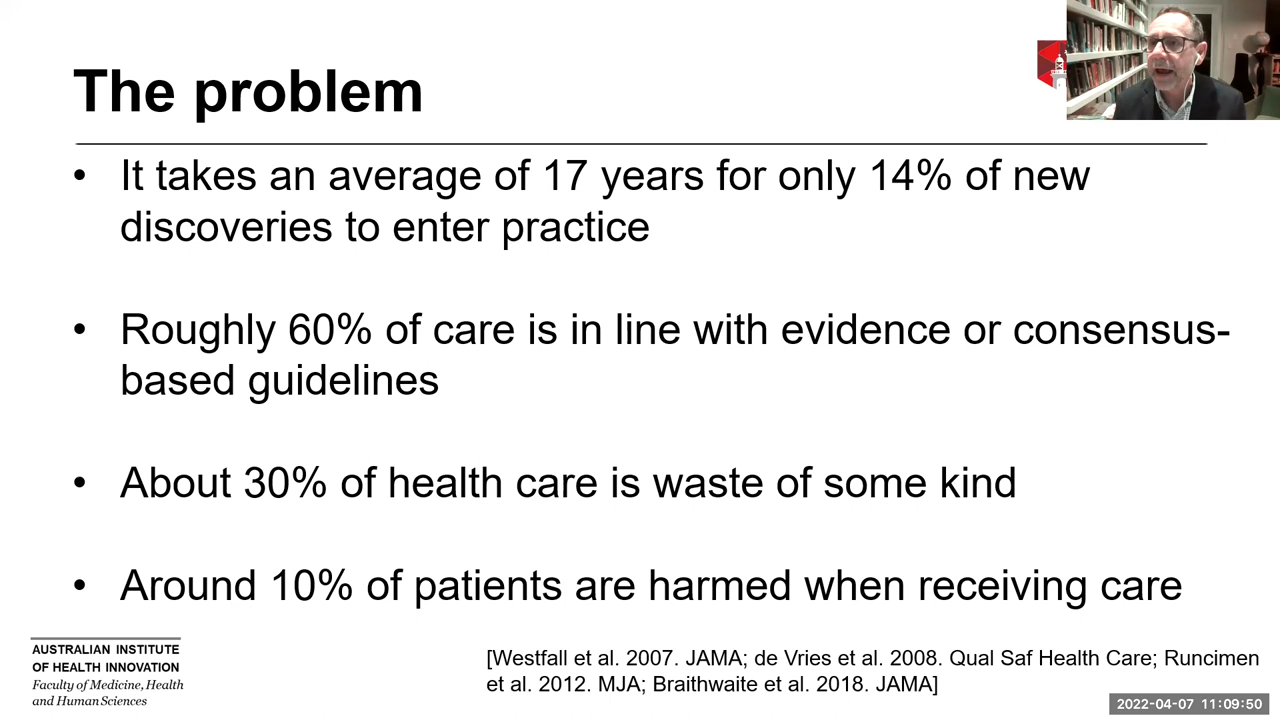 The problem
• It takes an average of 17 years for only 14% of new
discoveries to enter practice
• Roughly 60% of care is in line with evidence or consensus-
based guidelines
• About 30% of health care is waste of some kind
• Around 10% of patients are harmed when receiving care
AUSTRALIAN INSTITUTE
OF HEALTH INNOVATION
Faculty of Medicine, Health
and Human Sciences
[Westfall et al. 2007. JAMA; de Vries et al. 2008. Qual Saf Health Care; Runcimen
et al. 2012. MJA; Braithwaite et al. 2018. JAMA]
2022-04-07 11:09:50